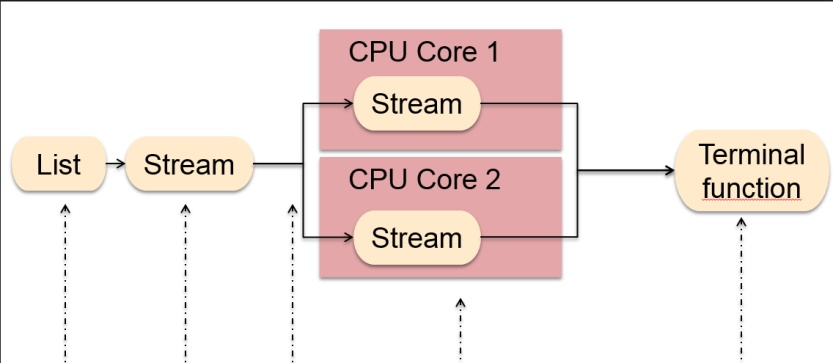 CPU Core 1
Stream
List
Stream
CPU Core 2
Stream
Terminal
function